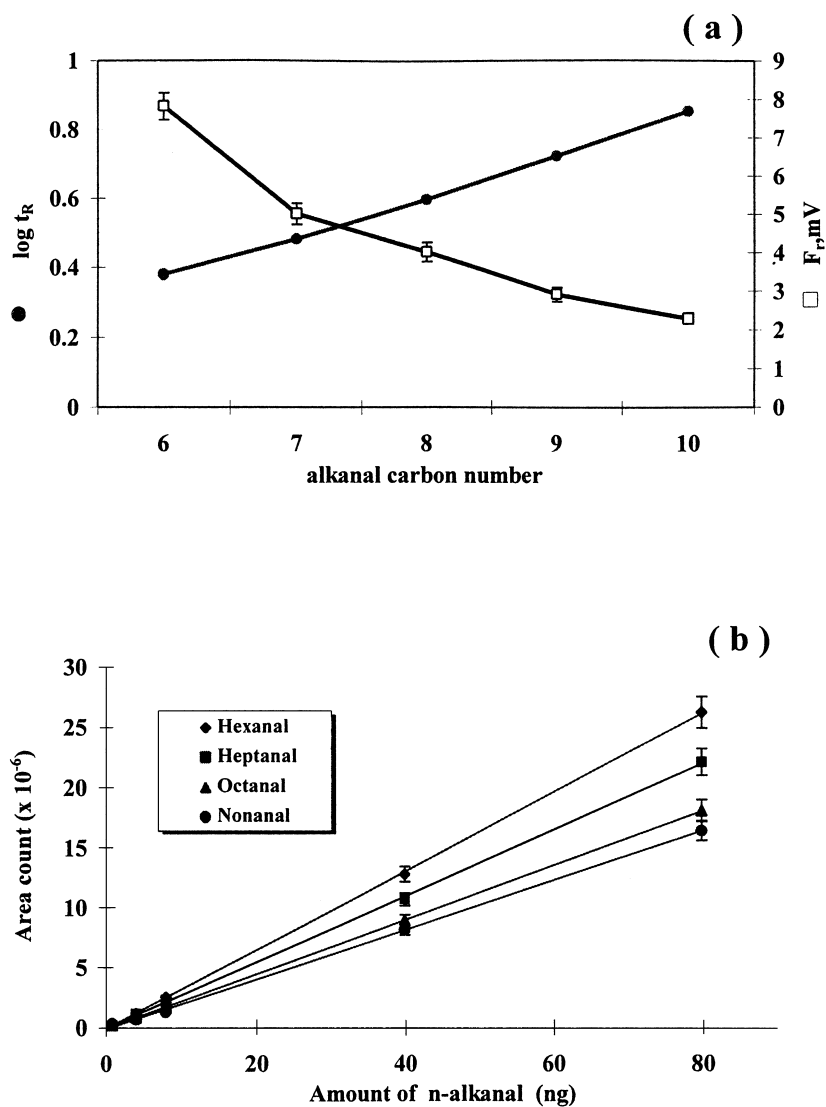 ( a )
1
0.8
0.6
0.4
0.2
0
log tR
9
8
7
6
5
4
3
2
1
0
Fr,mV
6 7 8 9 10
alkanal carbon number
( b )
30
25
20
15
10
5
0
Area count (x 10-6)
Hexanal
Heptanal
Octanal
Nonanal
0 20 40 60 80
Amount of n-alkanal (ng)